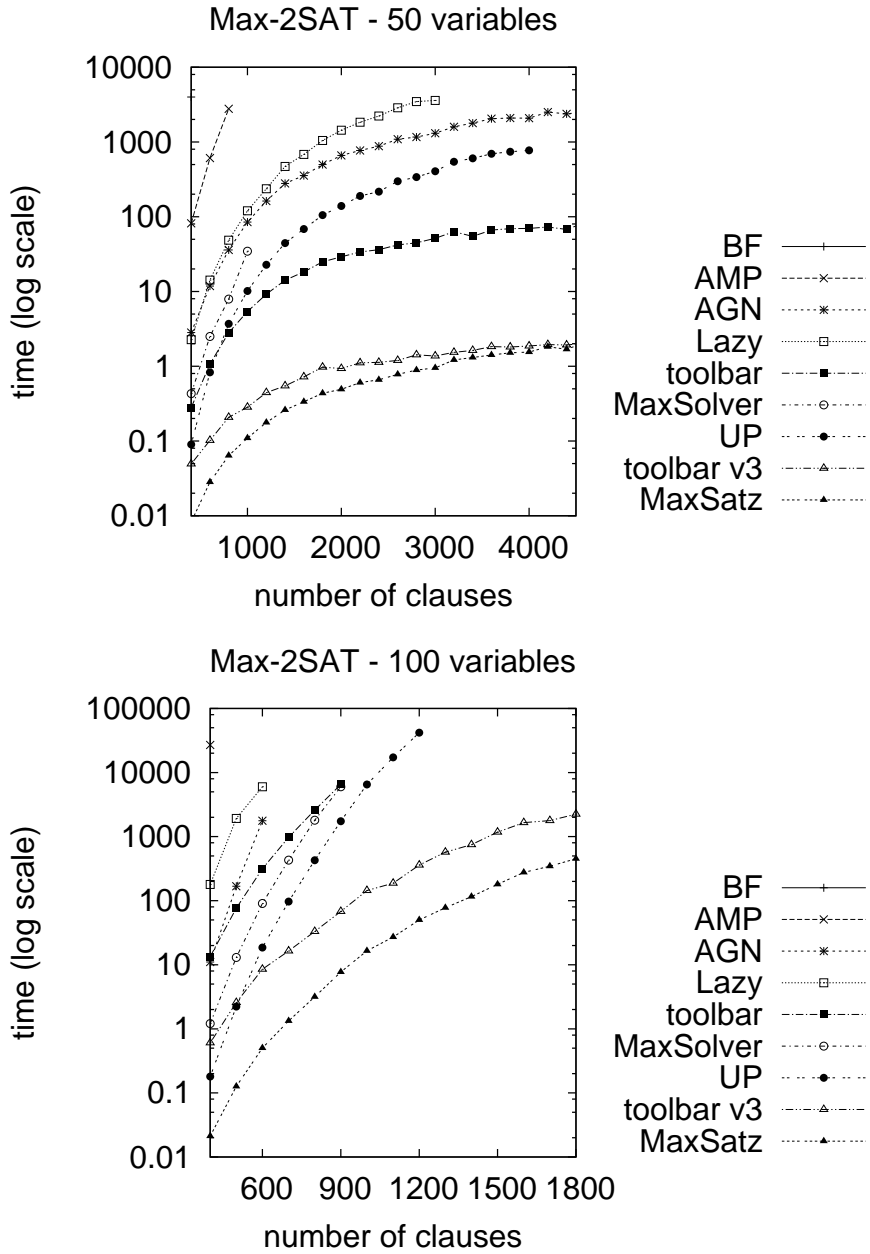 Max-2SAT - 50 variables
10000
1000
100
10
1
0.1
0.01
time (log scale)
1000 2000 3000 4000
number of clauses
BF
AMP
AGN
Lazy
toolbar
MaxSolver
UP
toolbar v3
MaxSatz
Max-2SAT - 100 variables
100000
10000
1000
100
10
1
0.1
0.01
time (log scale)
600 900 1200 1500 1800
number of clauses
BF
AMP
AGN
Lazy
toolbar
MaxSolver
UP
toolbar v3
MaxSatz